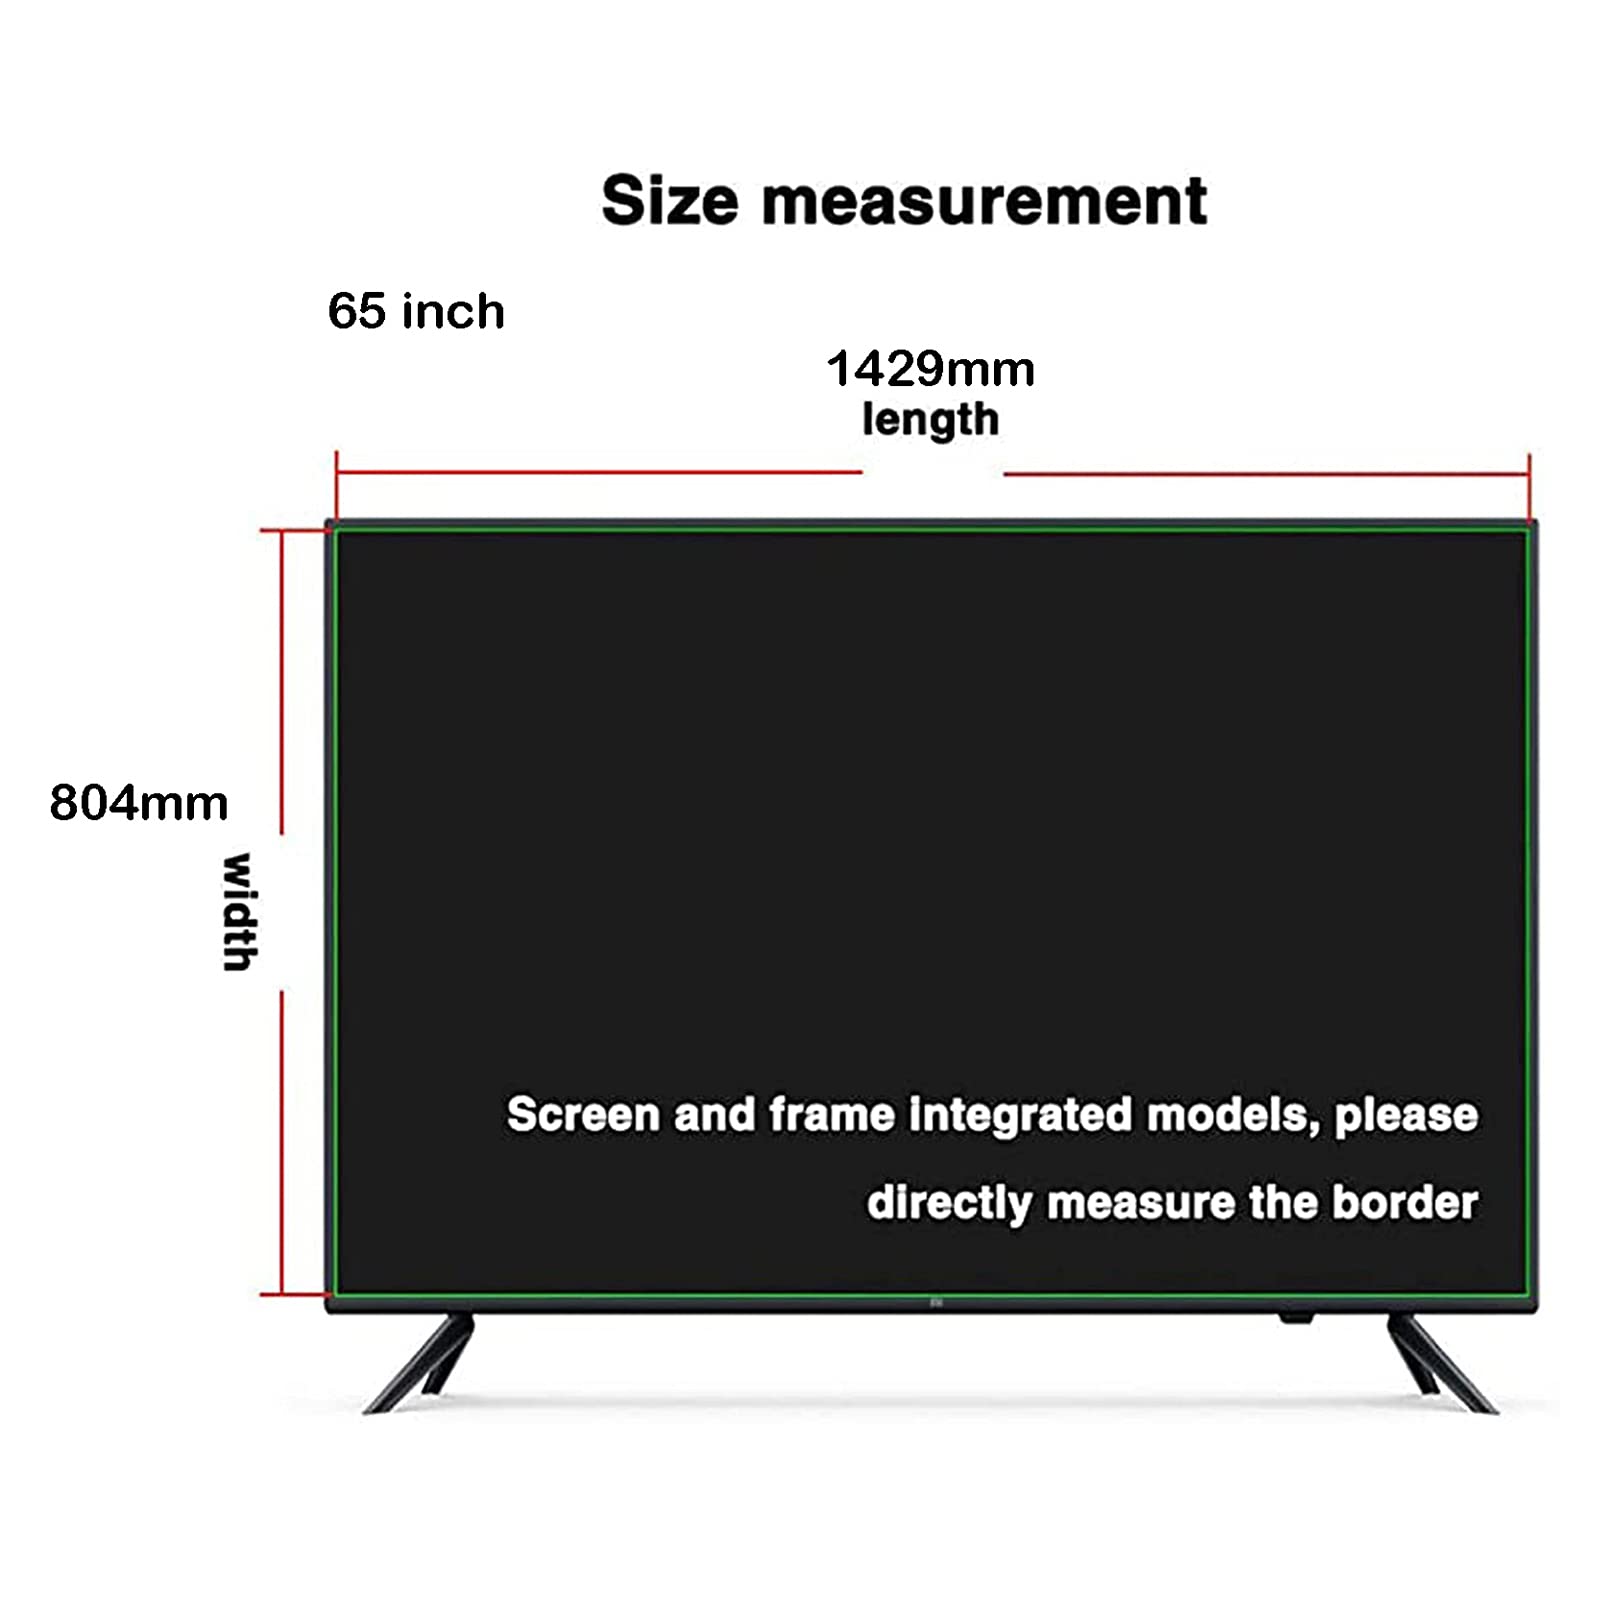 Size measurement
65 inch
1429mm
length
804mm
width
Screen and frame integrated models, please
directly measure the border